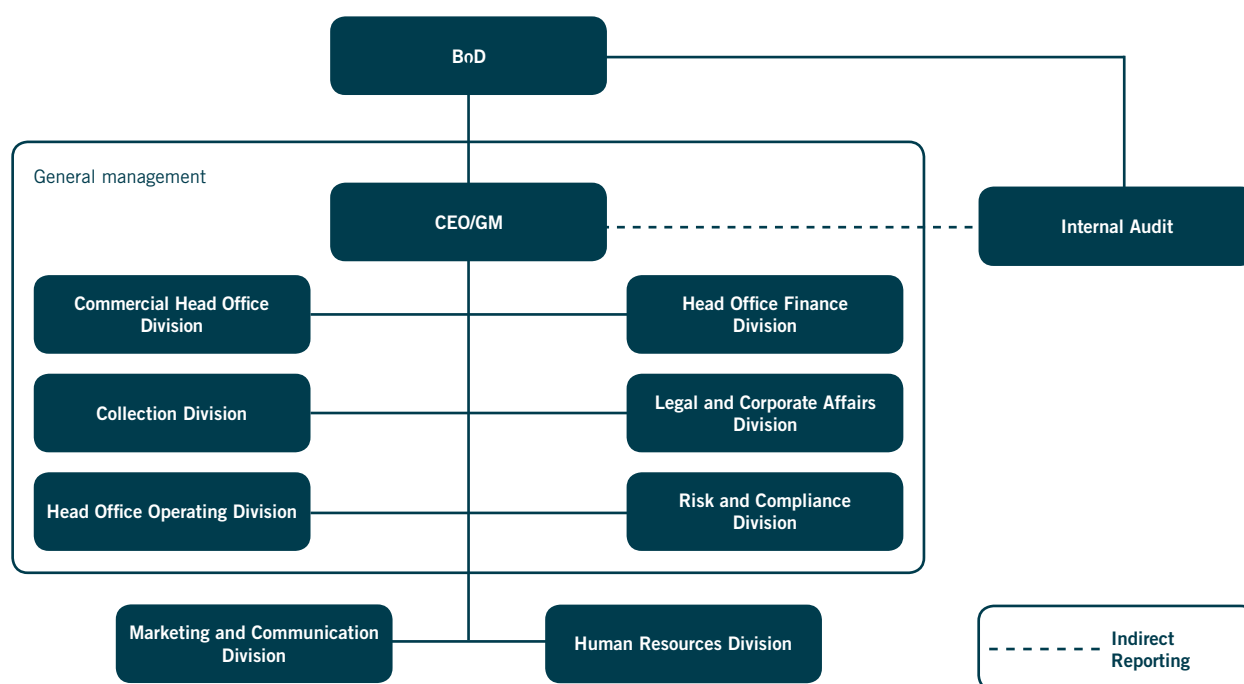 BoD
General management
CEO/GM
Internal Audit
Commercial Head Office
Division
Head Office Finance
Division
Collection Division
Legal and Corporate Affairs
Division
Head Office Operating Division
Risk and Compliance
Division
Marketing and Communication
Division
Human Resources Division
Indirect
Reporting